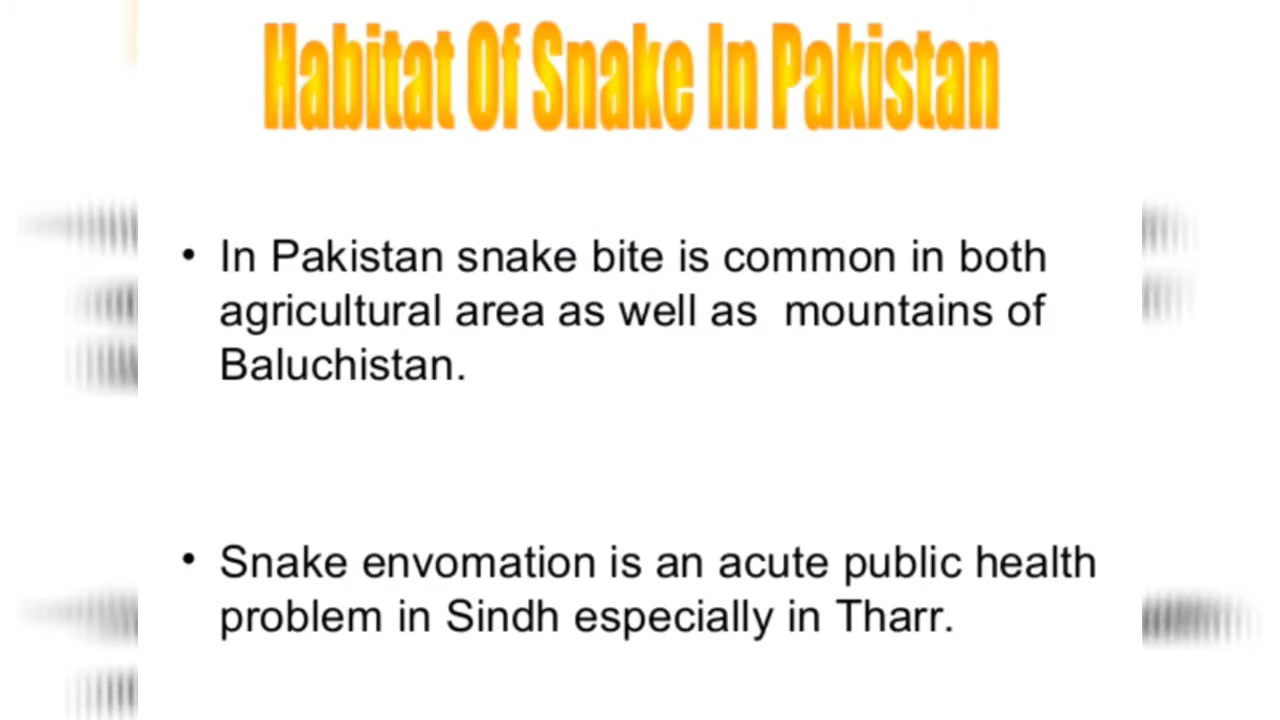 Habitat Of Snake In Pakistan
• In Pakistan snake bite is common in both
agricultural area as well as  mountains of
Baluchistan.
• Snake envomation is an acute public health
problem in Sindh especially in Tharr.